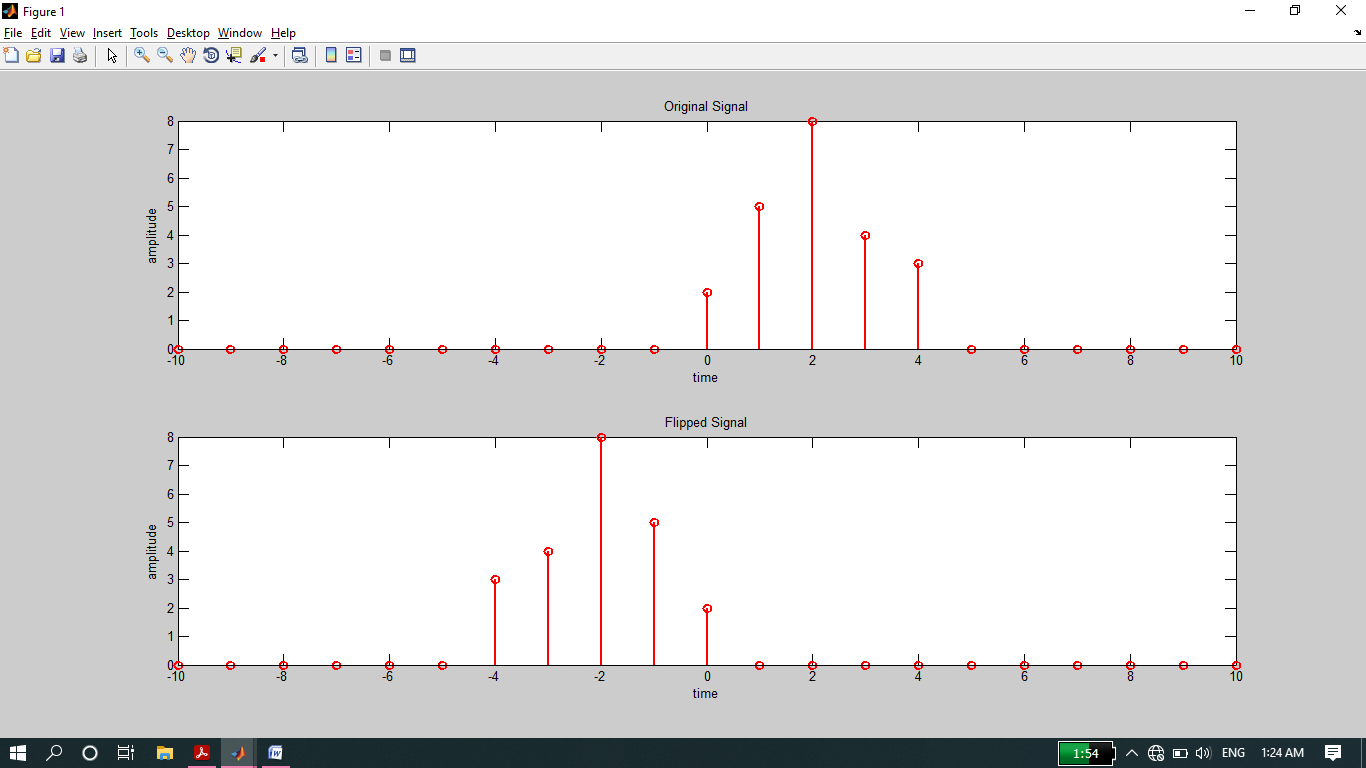 Figure 1
File Edit View Insert Tools Desktop Window Help
Original Signal
8
7
6
5
4
3
2
1
0
amplitude
-10 -8 -6 -4 -2 0 2 4 6 8 10
time
Flipped Signal
8
7
6
5
4
3
2
1
0
amplitude
-10 -8 -6 -4 -2 0 2 4 6 8 10
time
1:54 ENG 1:24 AM